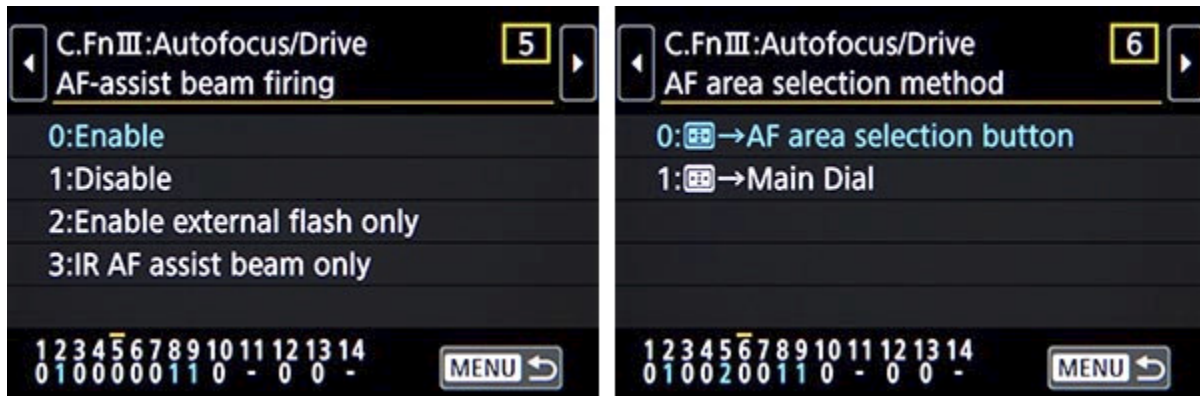 C.FnⅢ:Autofocus/Drive 5
AF-assist beam firing
0:Enable
1:Disable
2:Enable external flash only
3:IR AF assist beam only
1 2 3 4 5 6 7 8 9 10 11 12 13 14
0 1 0 0 0 0 0 1 1 0 - 0 0 -
MENU
C.FnⅢ:Autofocus/Drive 6
AF area selection method
0:→AF area selection button
1:→Main Dial
1 2 3 4 5 6 7 8 9 10 11 12 13 14
0 1 0 0 2 0 0 1 1 0 - 0 0 -
MENU